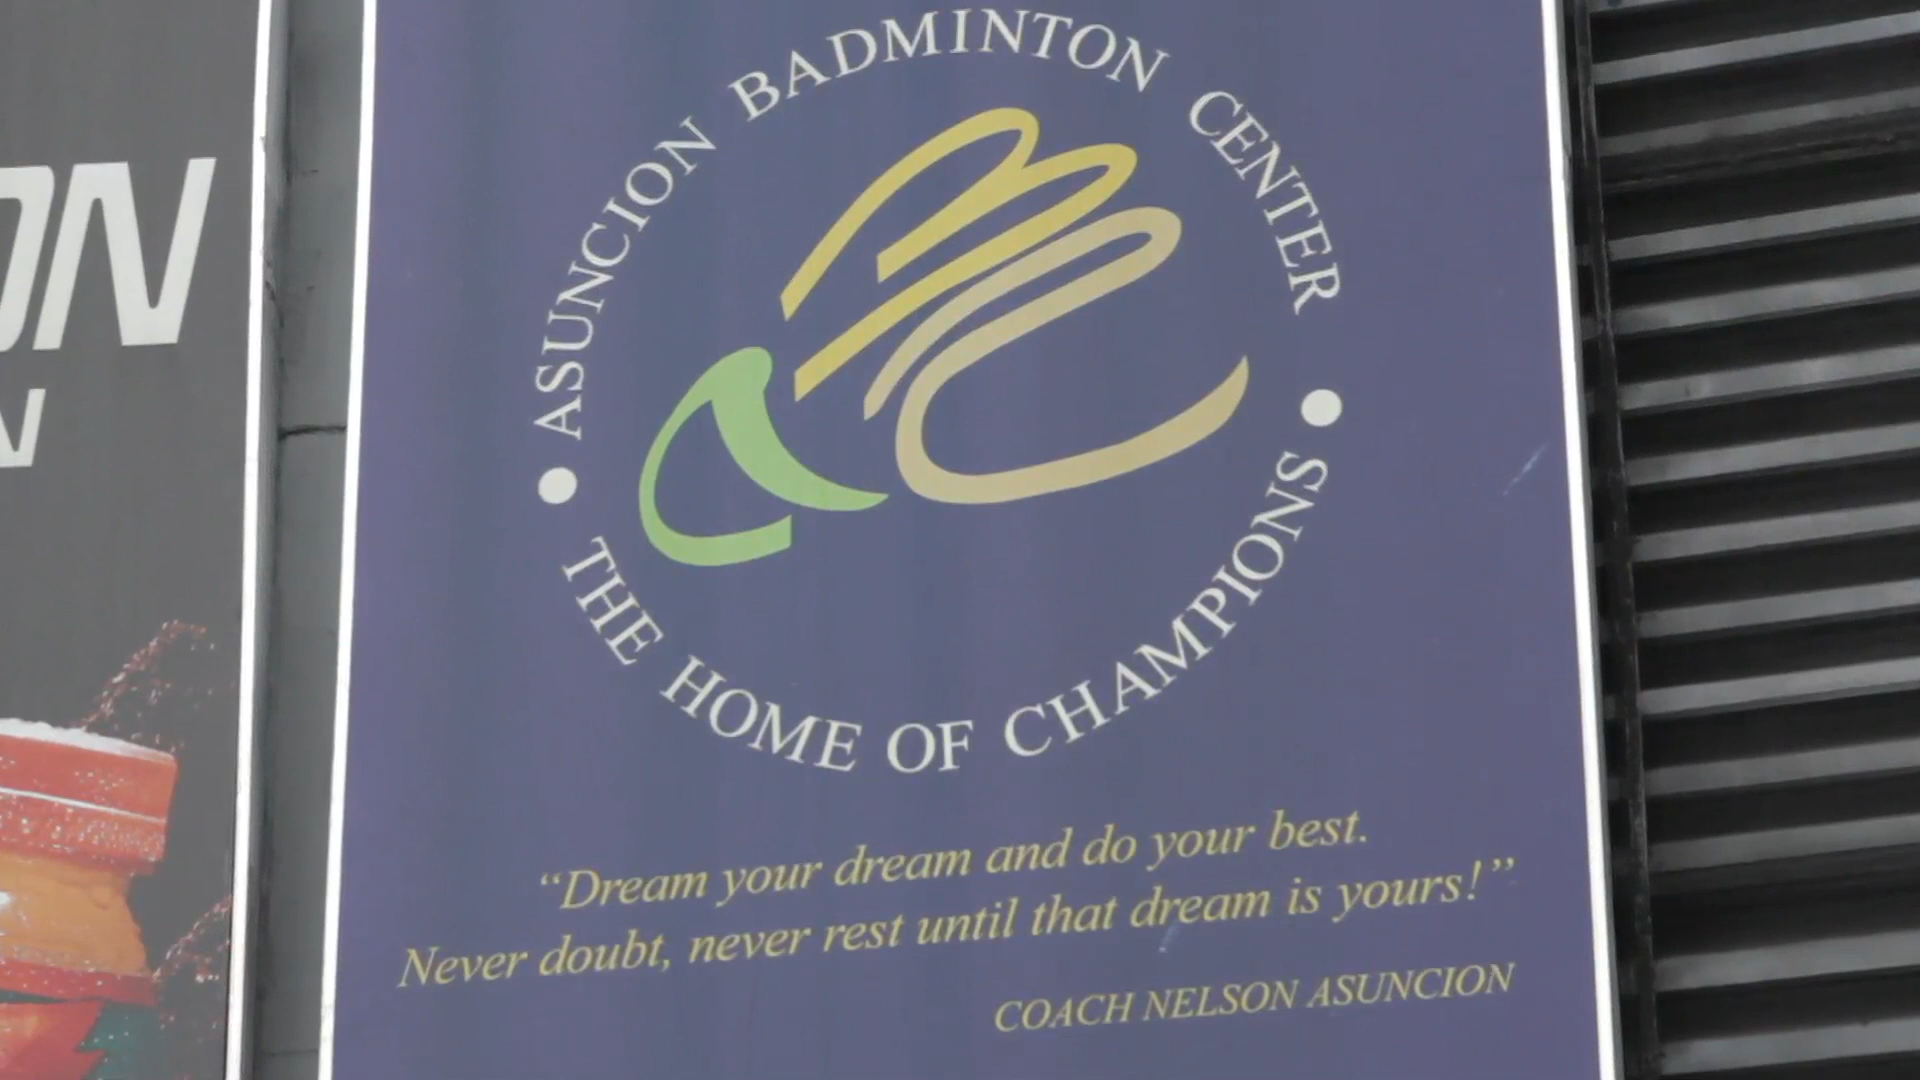 ASUNCION BADMINTON CENTER
THE HOME OF CHAMPIONS
“Dream your dream and do your best.
Never doubt, never rest until that dream is yours!”
COACH NELSON ASUNCION